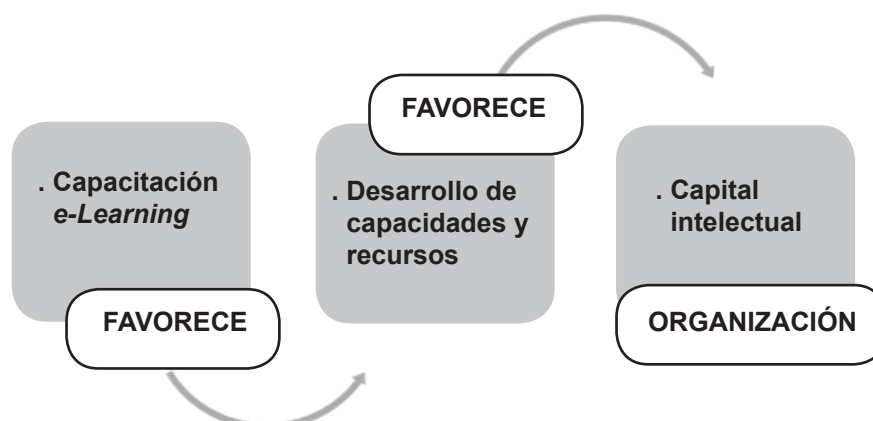 . Capacitación
e-Learning
FAVORECE
FAVORECE
. Desarrollo de
capacidades y
recursos
. Capital
intelectual
ORGANIZACIÓN